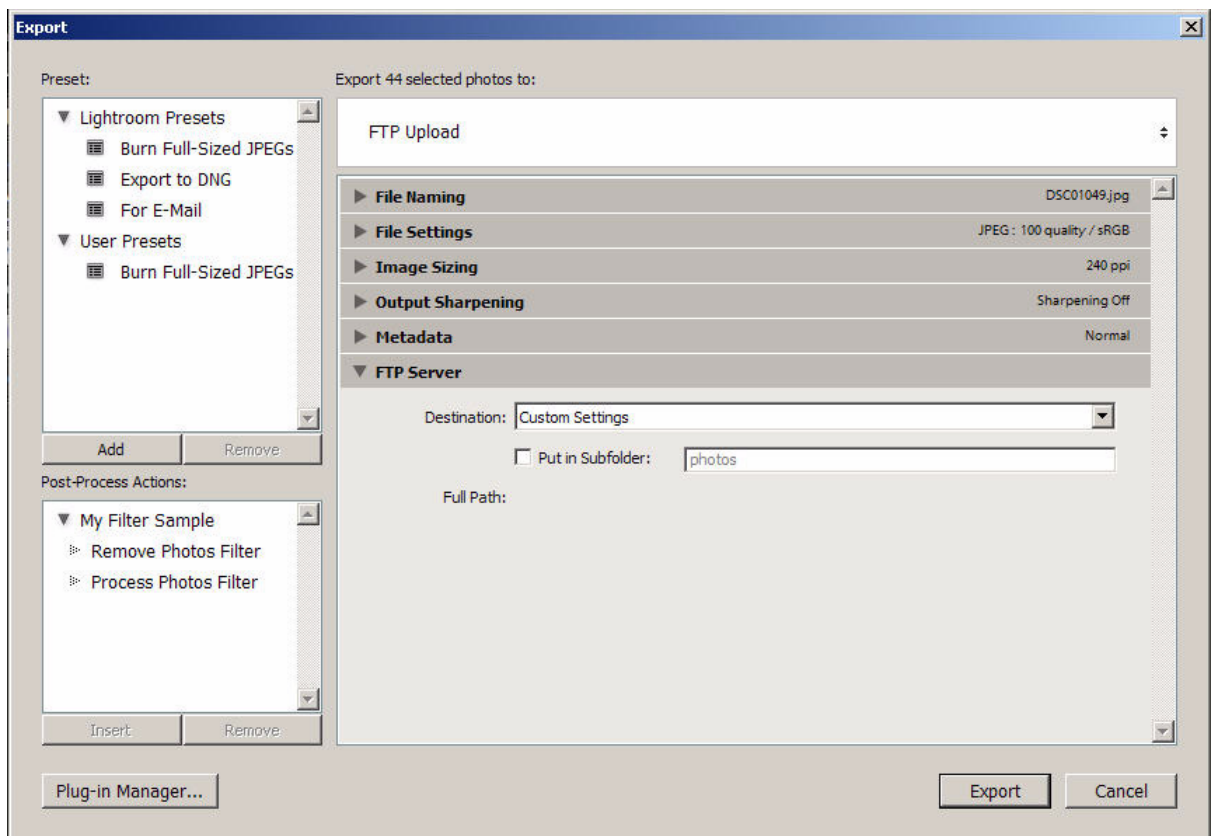 Export
Preset:
Lightroom Presets
Burn Full-Sized JPEGs
Export to DNG
For E-Mail
User Presets
Burn Full-Sized JPEGs
Add
Remove
Post-Process Actions:
My Filter Sample
Remove Photos Filter
Process Photos Filter
Insert
Remove
Plug-in Manager...
Export 44 selected photos to:
FTP Upload
File Naming DSC01049.jpg
File Settings JPEG : 100 quality / sRGB
Image Sizing 240 ppi
Output Sharpening Sharpening Off
Metadata Normal
FTP Server
Destination: Custom Settings
Put in Subfolder: photos
Full Path:
Export
Cancel